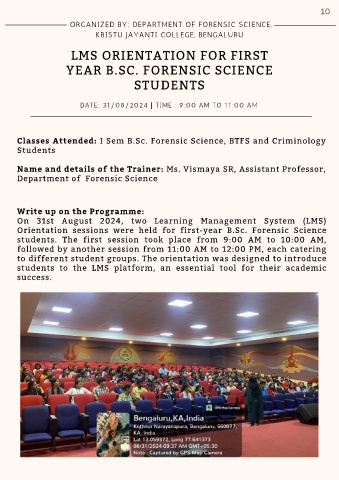 10
ORGANIZED BY: DEPARTMENT OF FORENSIC SCIENCE,
KRISTU JAYANTI COLLEGE, BENGALURU
LMS ORIENTATION FOR FIRST
YEAR B.SC. FORENSIC SCIENCE
STUDENTS
DATE: 31/08/2024 | TIME : 9:00 AM TO 11:00 AM
Classes Attended: I Sem B.Sc. Forensic Science, BTFS and Criminology
Students
Name and details of the Trainer: Ms. Vismaya SR, Assistant Professor,
Department of Forensic Science
Write up on the Programme:
On 31st August 2024, two Learning Management System (LMS)
Orientation sessions were held for first-year B.Sc. Forensic Science
students. The first session took place from 9:00 AM to 10:00 AM,
followed by another session from 11:00 AM to 12:00 PM, each catering
to different student groups. The orientation was designed to introduce
students to the LMS platform, an essential tool for their academic
success.
GPS Map Camera
Bengaluru,KA,India
Kothnur Narayanapura, Bengaluru, 560077,
KA, India
Lat 13.059372, Long 77.641373
08/31/2024 09:37 AM GMT+05:30
Note : Captured by GPS Map Camera